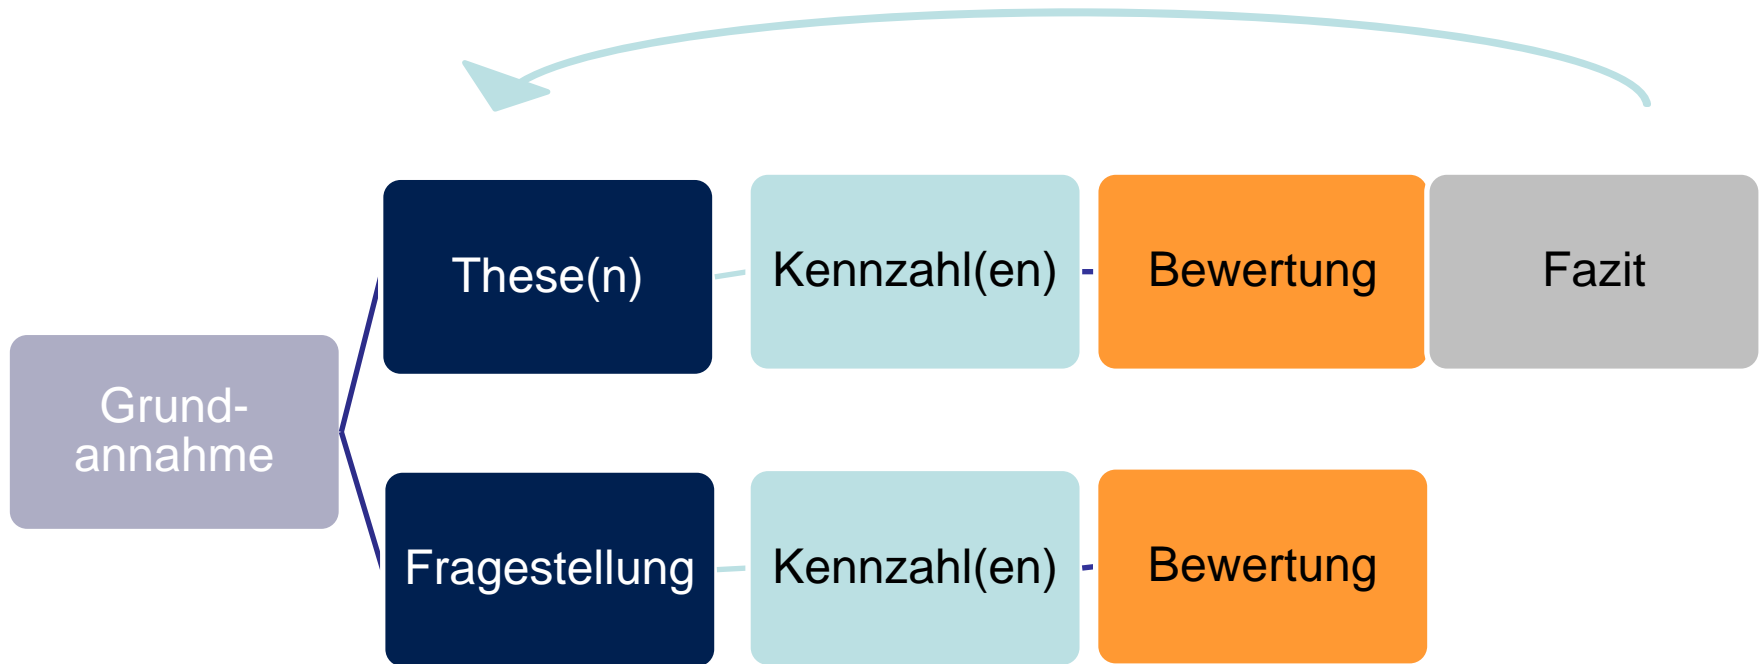 These(n)
Kennzahl(en)
Bewertung
Fazit
Grund-
annahme
Fragestellung
Kennzahl(en)
Bewertung